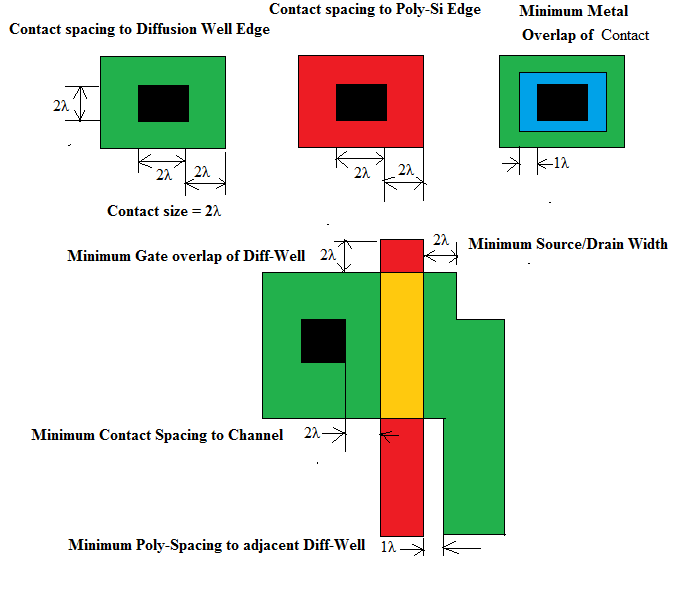 Contact spacing to Diffusion Well Edge
Contact spacing to Poly-Si Edge
Minimum Metal
Overlap of Contact
2λ
2λ
2λ
2λ
2λ
1λ
Contact size = 2λ
Minimum Gate overlap of Diff-Well
2λ
2λ
Minimum Source/Drain Width
Minimum Contact Spacing to Channel
2λ
Minimum Poly-Spacing to adjacent Diff-Well
1λ